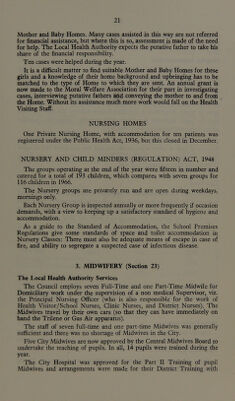 21
Mother and Baby Homes. Many cases assisted in this way are not referred
for financial assistance, but where this is so, assessment is made of the need
for help. The Local Health Authority expects the putative father to take his
share of the financial responsibility.
Ten cases were helped during the year.
It is a difficult matter to find suitable Mother and Baby Homes for these
girls and a knowledge of their home background and upbringing has to be
matched to the type of Home to which they are sent. An annual grant is
now made to the Moral Welfare Association for their part in investigating
cases, interviewing putative fathers and conveying the mother to and from
the Home. Without its assistance much more work would fall on the Health
Visiting Staff.
NURSING HOMES
One Private Nursing Home, with accommodation for ten patients was
registered under the Public Health Act, 1936, but this closed in December.
NURSERY AND CHILD MINDERS (REGULATION) ACT, 1948
The groups operating at the end of the year were fifteen in number and
catered for a total of 193 children, which compares with seven groups for
116 children in 1966.
The Nursery groups are privately run and are open during weekdays,
mornings only.
Each Nursery Group is inspected annually or more frequently if occasion
demands, with a view to keeping up a satisfactory standard of hygiene and
accommodation.
As a guide to the Standard of Accommodation, the School Premises
Regulations give some standards of space and toilet accommodation in
Nursery Classes: There must also be adequate means of escape in case of
fire, and ability to segregate a suspected case of infectious disease.
3. MIDWIFERY (Section 23)
The Local Health Authority Services
The Council employs seven Full-Time and one Part-Time Midwife for
Domiciliary work under the supervision of a non medical Supervisor, viz.
the Principal Nursing Officer (who is also responsible for the work of
Health Visitor/School Nurses, Clinic Nurses, and District Nurses). The
Midwives travel by their own cars (so that they can have immediately on
hand the Trilene or Gas Air apparatus).
The staff of seven full-time and one part-time Midwives was generally
sufficient and there was no shortage of Midwives in the City.
Five City Midwives are now approved by the Central Midwives Board to
undertake the teaching of pupils. In all, 14 pupils were trained during the
year.
The City Hospital was approved for the Part II Training of pupil
Midwives and arrangements were made for their District Training with